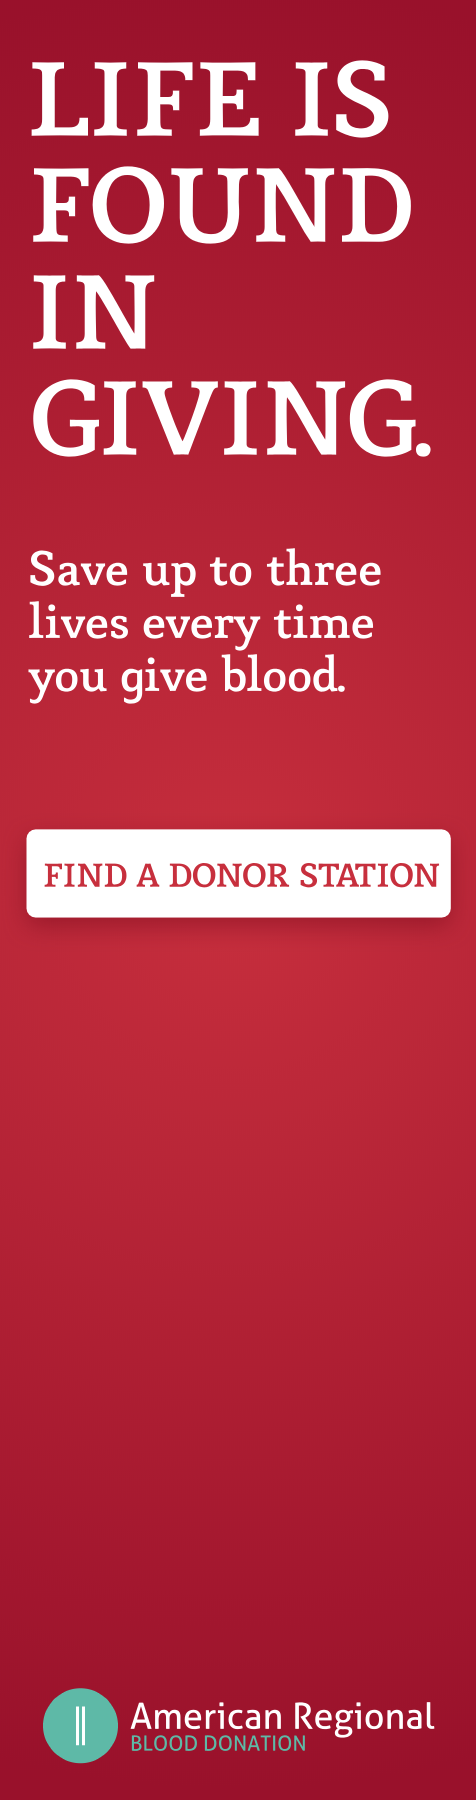 LIFE IS
FOUND
IN
GIVING.
Save up to three
lives every time
you give blood.
FIND A DONOR STATION
American Regional
BLOOD DONATION